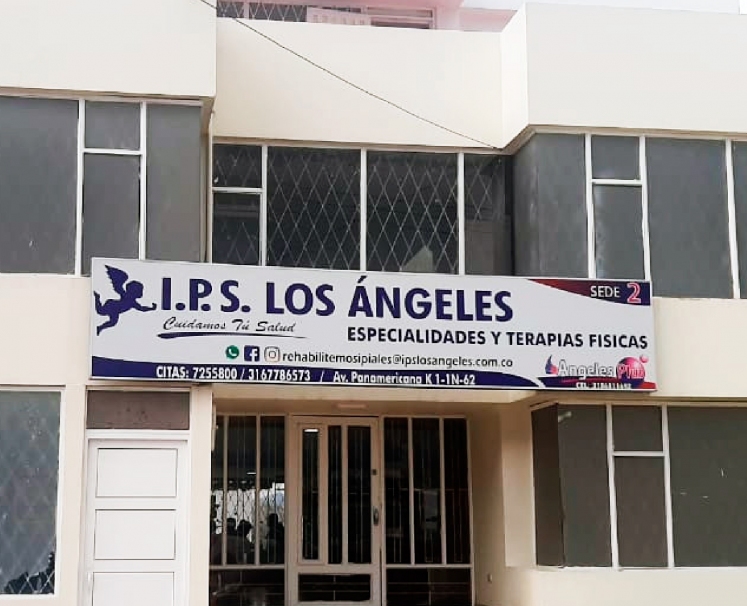 I.P.S. LOS ÁNGELES
SEDE 2
Cuidamos Tú Salud
ESPECIALIDADES Y TERAPIAS FISICAS
rehabilitemosipiales@ipslosangeles.com.co
CITAS: 7255800 / 3167786573 / Av. Panamericana K 1-1N-62
Angeles Plus